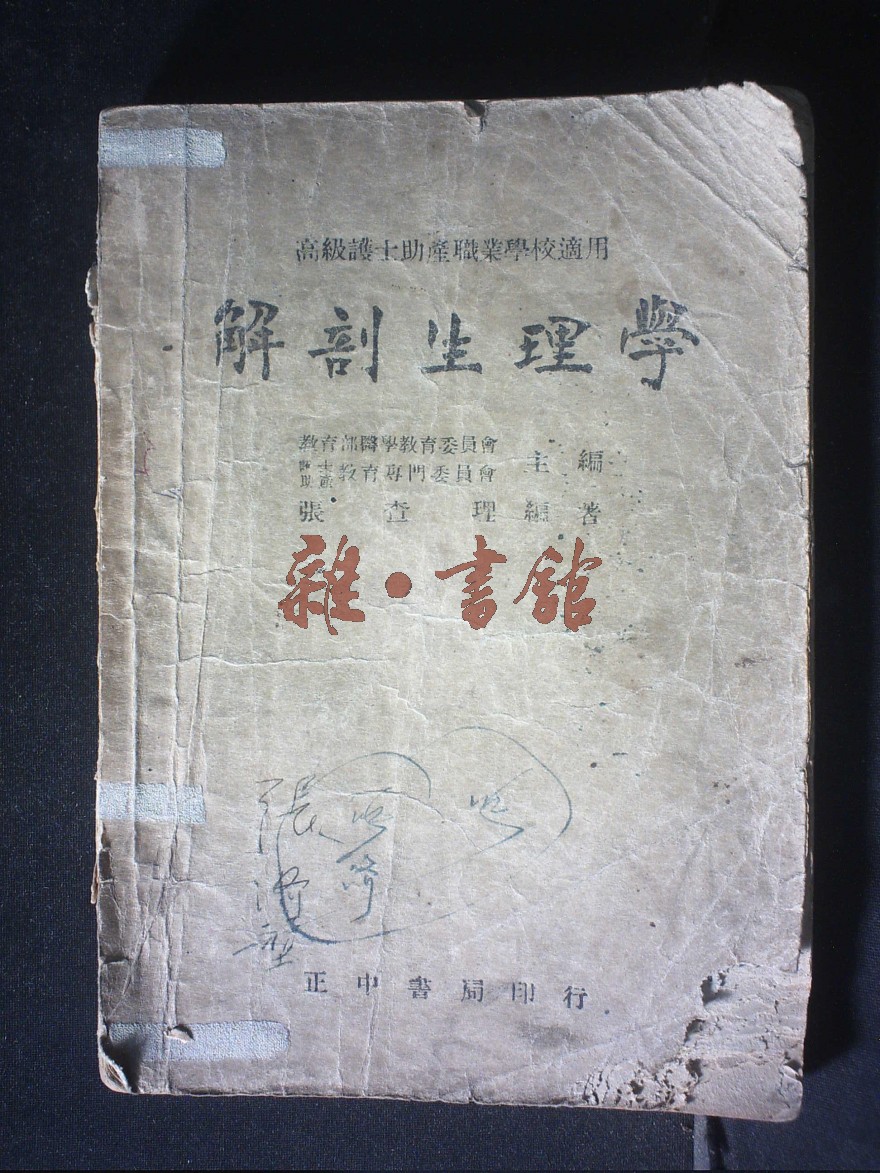 高級護士助產職業學校適用
解剖生理學
教育部醫學教育委員會
護士助產教育專門委員會 主編
張查理編著
雜•書館
張
正中書局印行